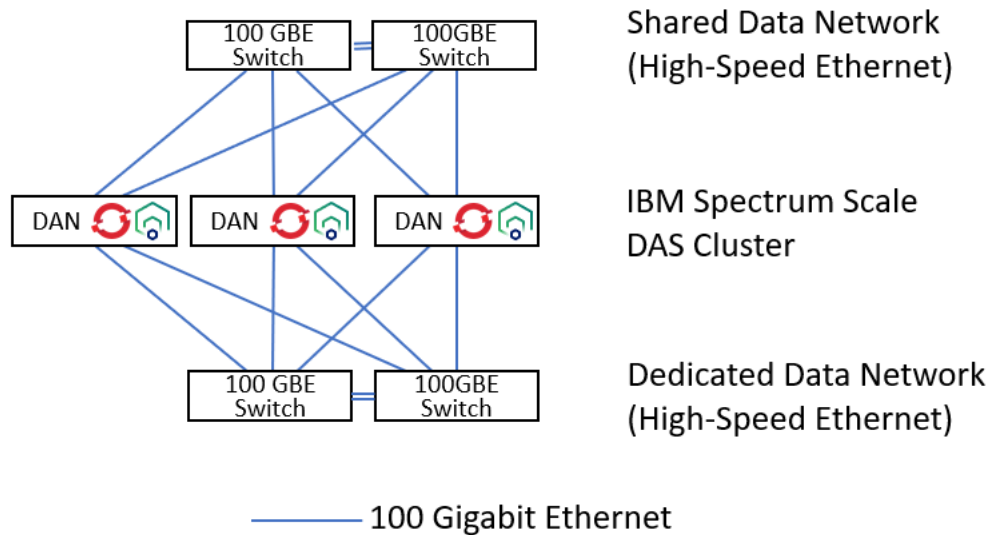 100 GBE
Switch
100GBE
Switch
Shared Data Network
(High-Speed Ethernet)
DAN
DAN
DAN
IBM Spectrum Scale
DAS Cluster
100 GBE
Switch
100GBE
Switch
Dedicated Data Network
(High-Speed Ethernet)
100 Gigabit Ethernet